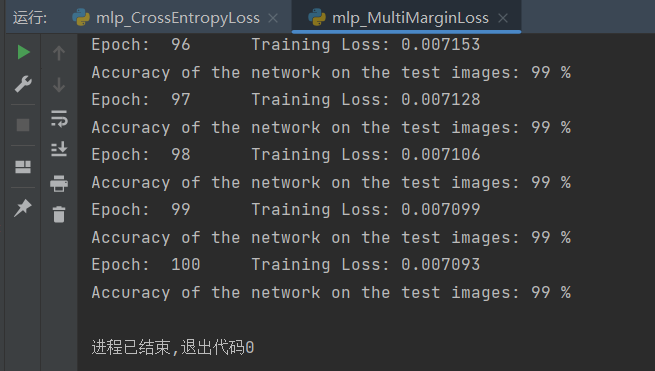 运行: mlp_CrossEntropyLoss × mlp_MultiMarginLoss ×
Epoch: 96 Training Loss: 0.007153
Accuracy of the network on the test images: 99 %
Epoch: 97 Training Loss: 0.007128
Accuracy of the network on the test images: 99 %
Epoch: 98 Training Loss: 0.007106
Accuracy of the network on the test images: 99 %
Epoch: 99 Training Loss: 0.007099
Accuracy of the network on the test images: 99 %
Epoch: 100 Training Loss: 0.007093
Accuracy of the network on the test images: 99 %
进程已结束,退出代码0